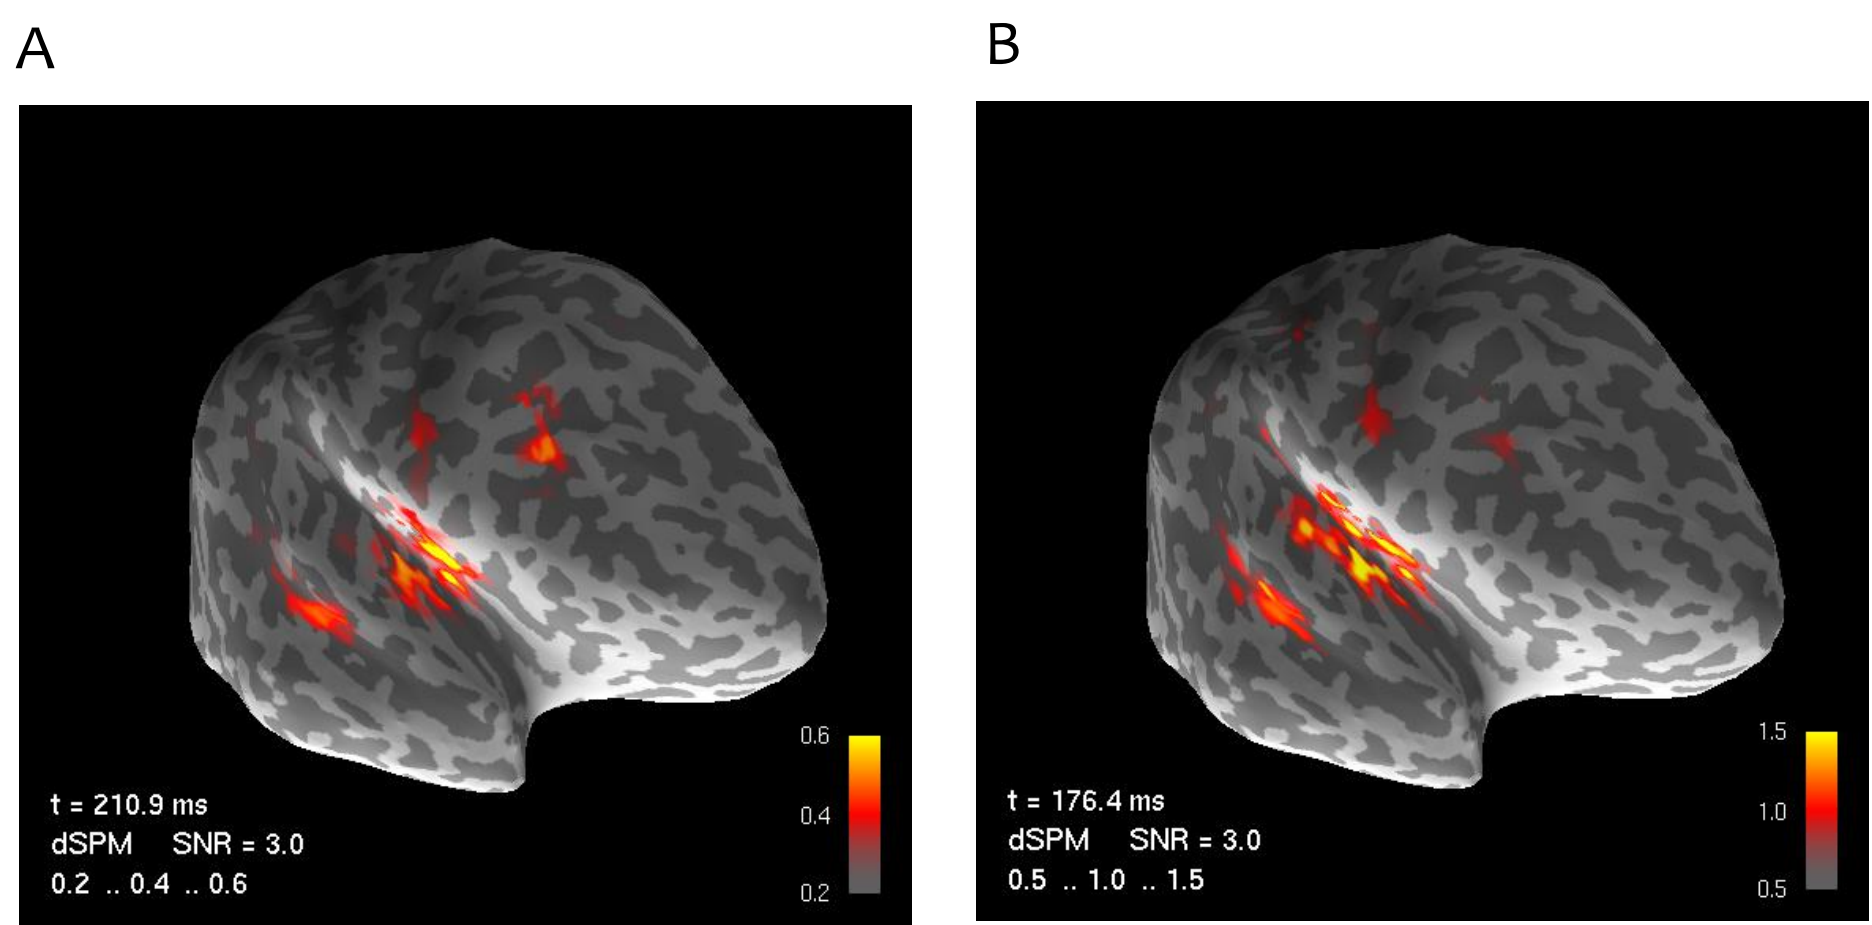 A
B
0.6
0.4
0.2
t = 210.9 ms
dSPM SNR = 3.0
0.2 .. 0.4 .. 0.6
1.5
1.0
0.5
t = 176.4 ms
dSPM SNR = 3.0
0.5 .. 1.0 .. 1.5